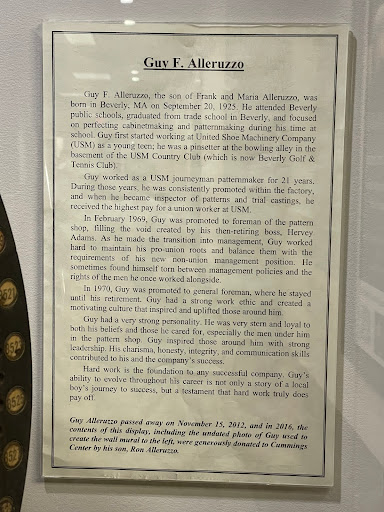 Guy F. Alleruzzo
Guy F. Alleruzzo, the son of Frank and Maria Alleruzzo, was
born in Beverly, MA on September 20, 1925. He attended Beverly
public schools, graduated from trade school in Beverly, and focused
on perfecting cabinetmaking and patternmaking during his time at
school. Guy first started working at United Shoe Machinery Company
(USM) as a young teen; he was a pinsetter at the bowling alley in the
basement of the USM Country Club (which is now Beverly Golf &
Tennis Club).
Guy worked as a USM journeyman patternmaker for 21 years.
During those years, he was consistently promoted within the factory,
and when he became inspector of patterns and trial castings, he
received the highest pay for a union worker at USM.
In February 1969, Guy was promoted to foreman of the pattern
shop, filling the void created by his then-retiring boss, Hervey
Adams. As he made the transition into management, Guy worked
hard to maintain his pro-union roots and balance them with the
requirements of his new non-union management position. He
sometimes found himself torn between management policies and the
rights of the men he once worked alongside.
In 1970, Guy was promoted to general foreman, where he stayed
until his retirement. Guy had a strong work ethic and created a
motivating culture that inspired and uplifted those around him.
Guy had a very strong personality. He was very stern and loyal to
both his beliefs and those he cared for, especially the men under him
in the pattern shop. Guy inspired those around him with strong
leadership. His charisma, honesty, integrity, and communication skills
contributed to his and the company's success.
Hard work is the foundation to any successful company. Guy's
ability to evolve throughout his career is not only a story of a local
boy's journey to success, but a testament that hard work truly does
pay off.
Guy Alleruzzo passed away on November 15, 2012, and in 2016, the
contents of this display, including the undated photo of Guy used to
create the wall mural to the left, were generously donated to Cummings
Center by his son, Ron Alleruzzo.